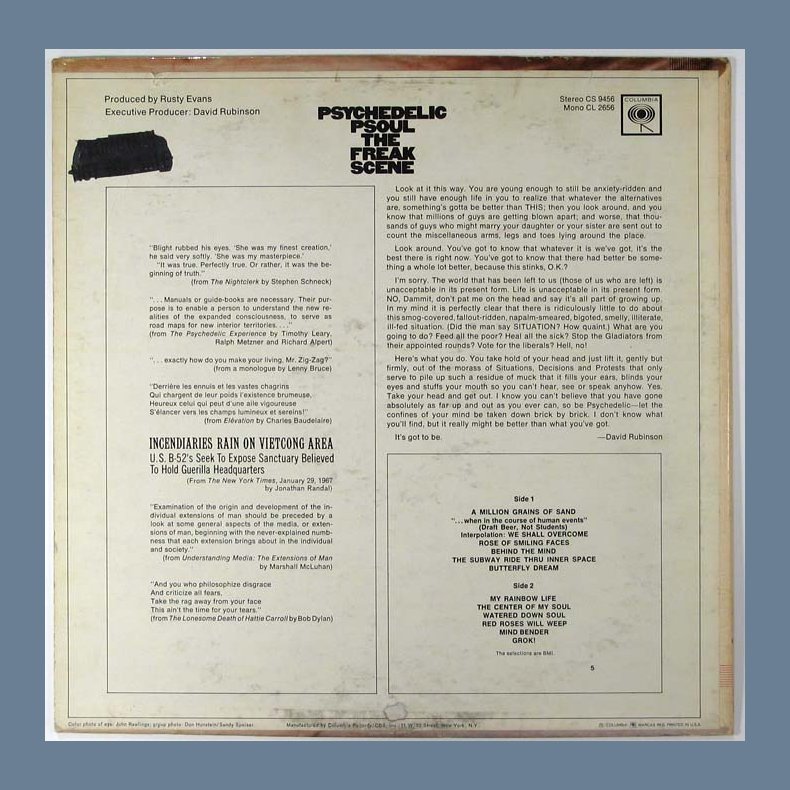 Produced by Rusty Evans
Executive Producer: David Rubinson
PSYCHEDELIC
PSOUL
THE
FREAK
SCENE
Stereo CS 9456
Mono CL 2656
COLUMBIA
"Blight rubbed his eyes. 'She was my finest creation,'
he said very softly. 'She was my masterpiece.'
"It was true. Perfectly true. Or rather, it was the be-
ginning of truth."
(from The Nightclerk by Stephen Schneck)
". . . Manuals or guide-books are necessary. Their pur-
pose is to enable a person to understand the new re-
alities of the expanded consciousness, to serve as
road maps for new interior territories. . . ."
(from The Psychedelic Experience by Timothy Leary,
Ralph Metzner and Richard Alpert)
". . . exactly how do you make your living, Mr. Zig-Zag?"
(from a monologue by Lenny Bruce)
"Derrière les ennuis et les vastes chagrins
Qui chargent de leur poids l'existence brumeuse,
Heureux celui qui peut d'une aile vigoureuse
S'élancer vers les champs lumineux et sereins!"
(from Elévation by Charles Baudelaire)
INCENDIARIES RAIN ON VIETCONG AREA
U.S. B-52's Seek To Expose Sanctuary Believed
To Hold Guerilla Headquarters
(From The New York Times, January 29, 1967
by Jonathan Randal)
"Examination of the origin and development of the in-
dividual extensions of man should be preceded by a
look at some general aspects of the media, or exten-
sions of man, beginning with the never-explained numb-
ness that each extension brings about in the individual
and society."
(from Understanding Media: The Extensions of Man
by Marshall McLuhan)
"And you who philosophize disgrace
And criticize all fears,
Take the rag away from your face
This ain't the time for your tears."
(from The Lonesome Death of Hattie Carroll by Bob Dylan)
Look at it this way. You are young enough to still be anxiety-ridden and
you still have enough life in you to realize that whatever the alternatives
are, something's gotta be better than THIS; then you look around, and you
know that millions of guys are getting blown apart; and worse, that thou-
sands of guys who might marry your daughter or your sister are sent out to
count the miscellaneous arms, legs and toes lying around the place.
Look around. You've got to know that whatever it is we've got, it's the
best there is right now. You've got to know that there had better be some-
thing a whole lot better, because this stinks, O.K.?
I'm sorry. The world that has been left to us (those of us who are left) is
unacceptable in its present form. Life is unacceptable in its present form.
NO, Dammit, don't pat me on the head and say it's all part of growing up.
In my mind it is perfectly clear that there is ridiculously little to do about
this smog-covered, fallout-ridden, napalm-smeared, bigoted, smelly, illiterate,
ill-fed situation. (Did the man say SITUATION? How quaint.) What are you
going to do? Feed all the poor? Heal all the sick? Stop the Gladiators from
their appointed rounds? Vote for the liberals? Hell, no!
Here's what you do. You take hold of your head and just lift it, gently but
firmly, out of the morass of Situations, Decisions and Protests that only
serve to pile up such a residue of muck that it fills your ears, blinds your
eyes and stuffs your mouth so you can't hear, see or speak anyhow. Yes.
Take your head and get out. I know you can't believe that you have gone
absolutely as far up and out as you ever can, so be Psychedelic—let the
confines of your mind be taken down brick by brick. I don't know what
you'll find, but it really might be better than what you've got.
It's got to be.
—David Rubinson
Side 1
A MILLION GRAINS OF SAND
". . . when in the course of human events"
(Draft Beer, Not Students)
Interpolation: WE SHALL OVERCOME
ROSE OF SMILING FACES
BEHIND THE MIND
THE SUBWAY RIDE THRU INNER SPACE
BUTTERFLY DREAM
Side 2
MY RAINBOW LIFE
THE CENTER OF MY SOUL
WATERED DOWN SOUL
RED ROSES WILL WEEP
MIND BENDER
GROK!
The selections are BMI.
5
Color photo of eye: John Rawlings; group photo: Don Hunstein/Sandy Speiser
Manufactured by Columbia Records/CBS, Inc./51 W. 52 Street, New York, N.Y.
® COLUMBIA, MARCAS REG. PRINTED IN U.S.A.